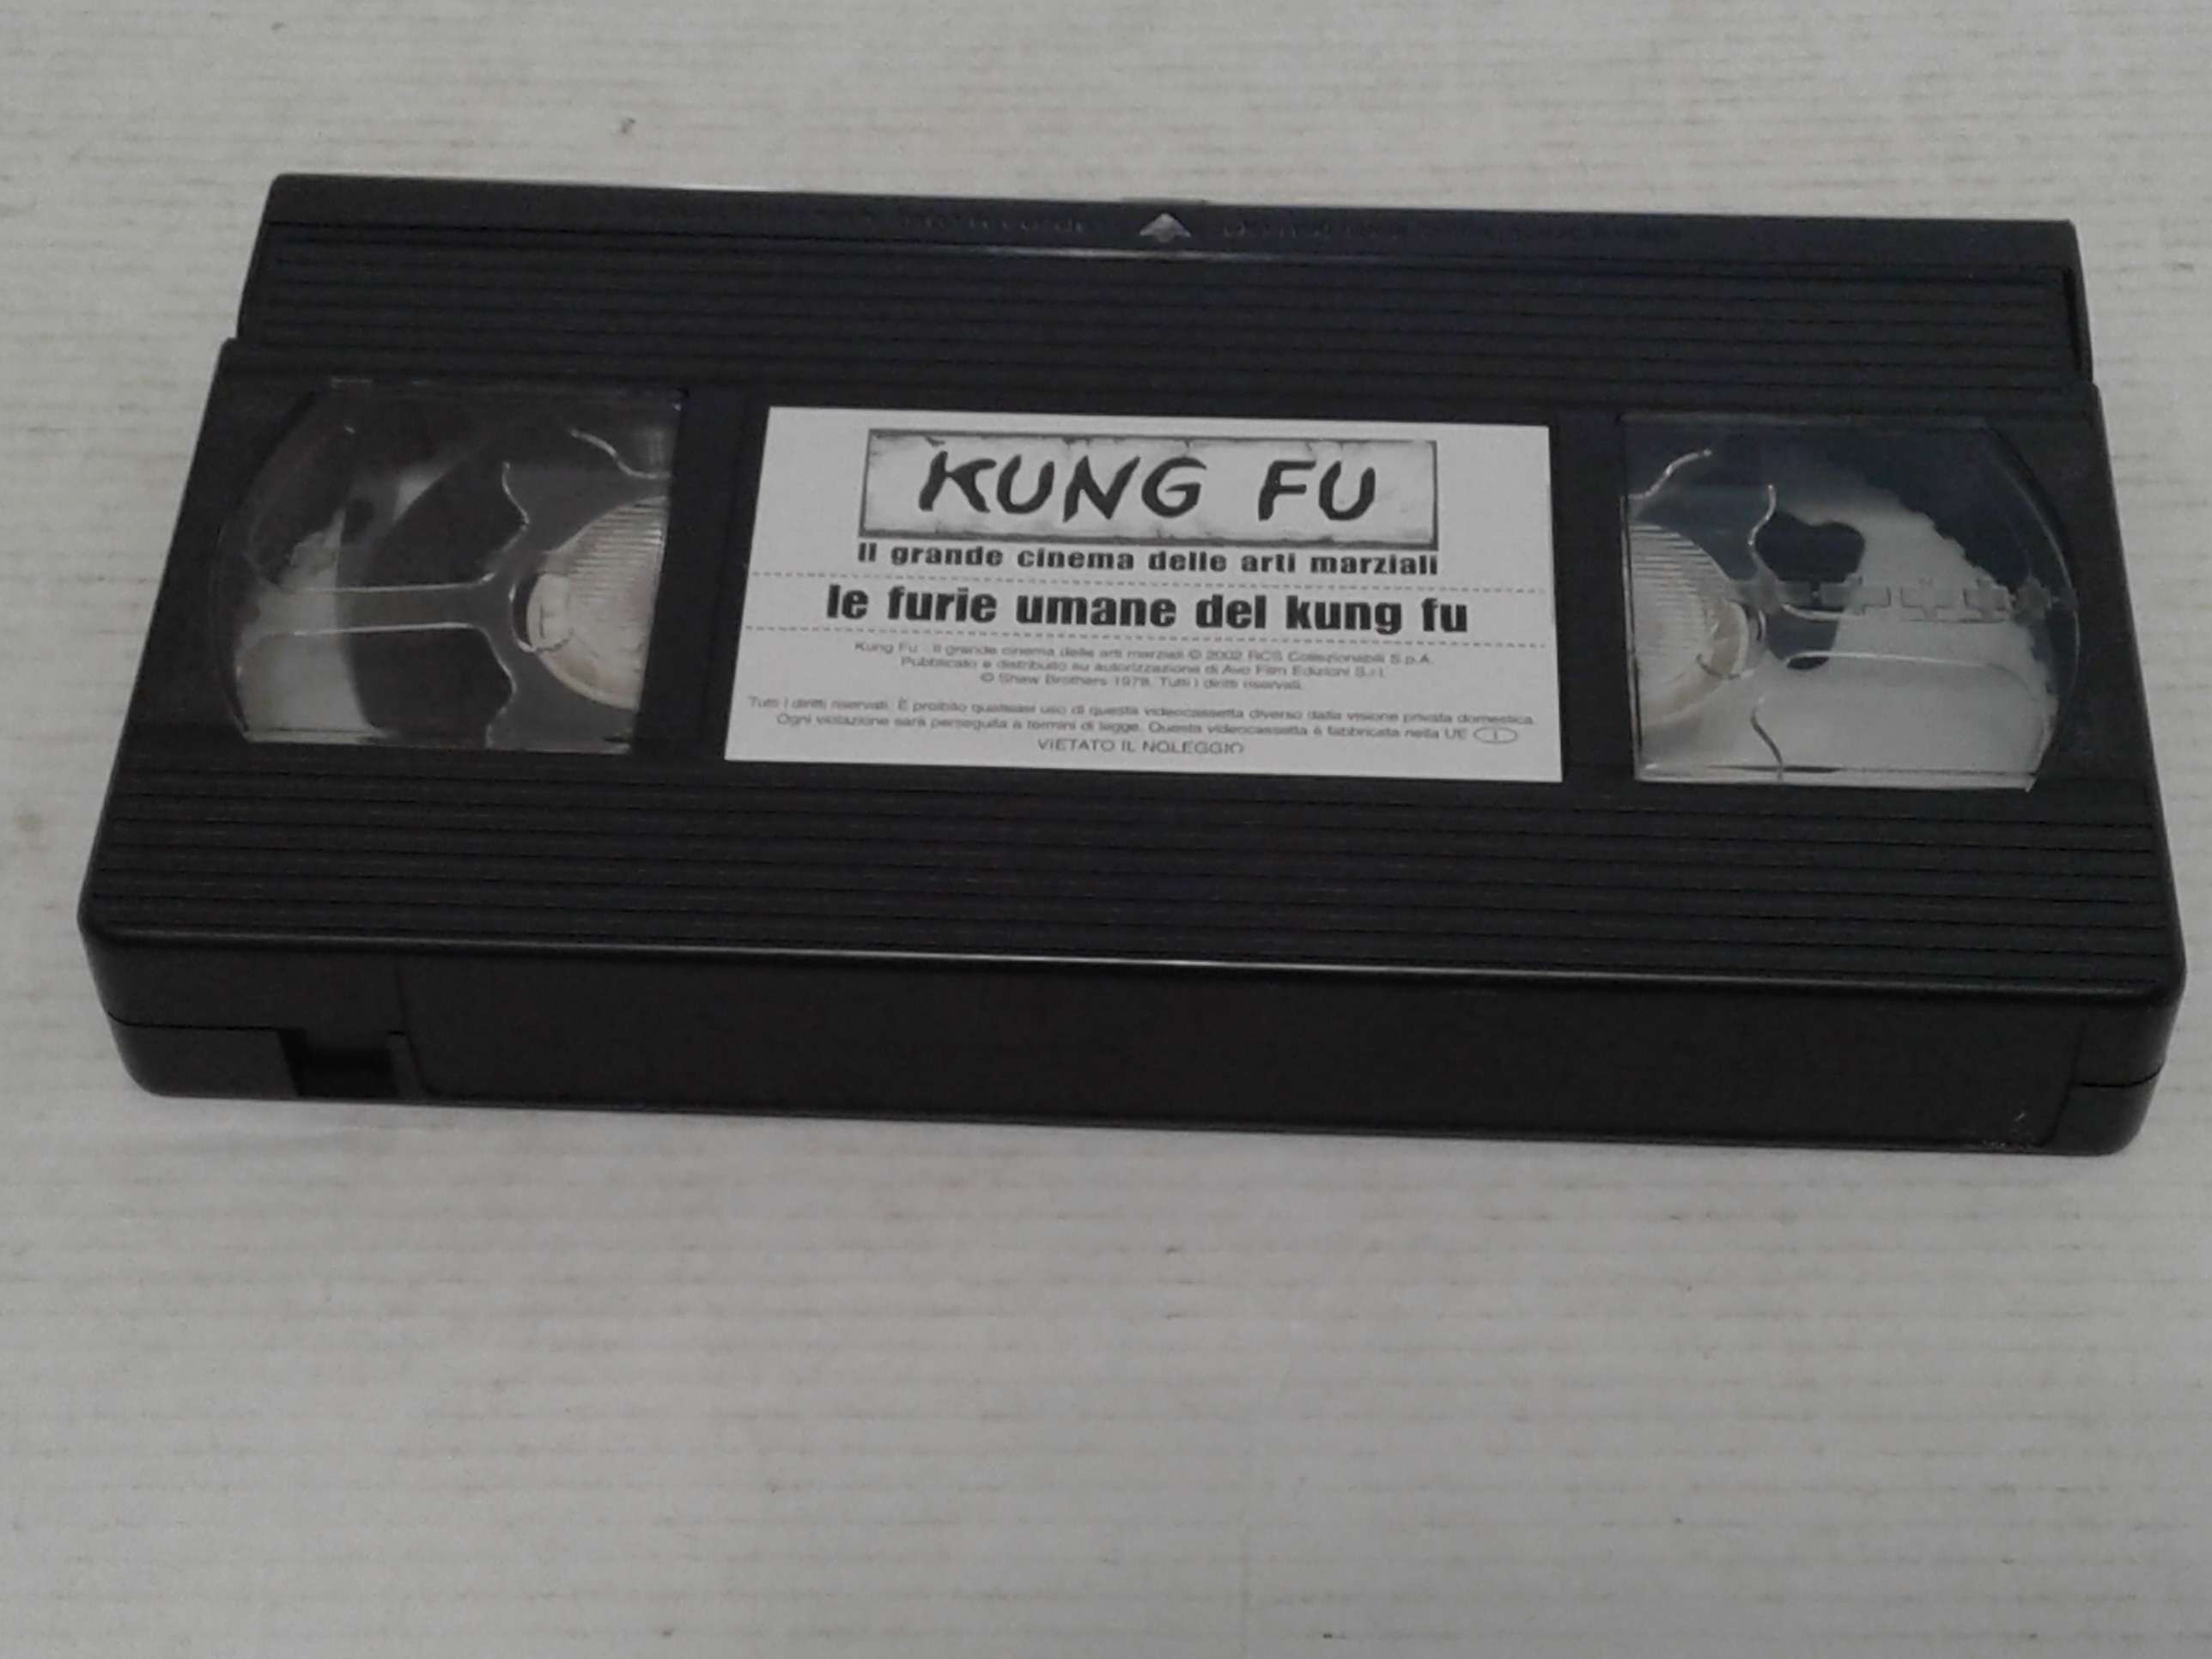 KUNG FU
Il grande cinema delle arti marziali
le furie umane del kung fu
Kung Fu - Il grande cinema delle arti marziali © 2002 RCS Collezionabili S.p.A.
Pubblicato e distribuito su autorizzazione di Avo Film Edizioni S.r.l.
© Shaw Brothers 1978. Tutti i diritti riservati.
Tutti i diritti riservati. È proibito qualsiasi uso di questa videocassetta diverso dalla visione privata domestica.
Ogni violazione sarà perseguita a termini di legge. Questa videocassetta è fabbricata nella UE I
VIETATO IL NOLEGGIO